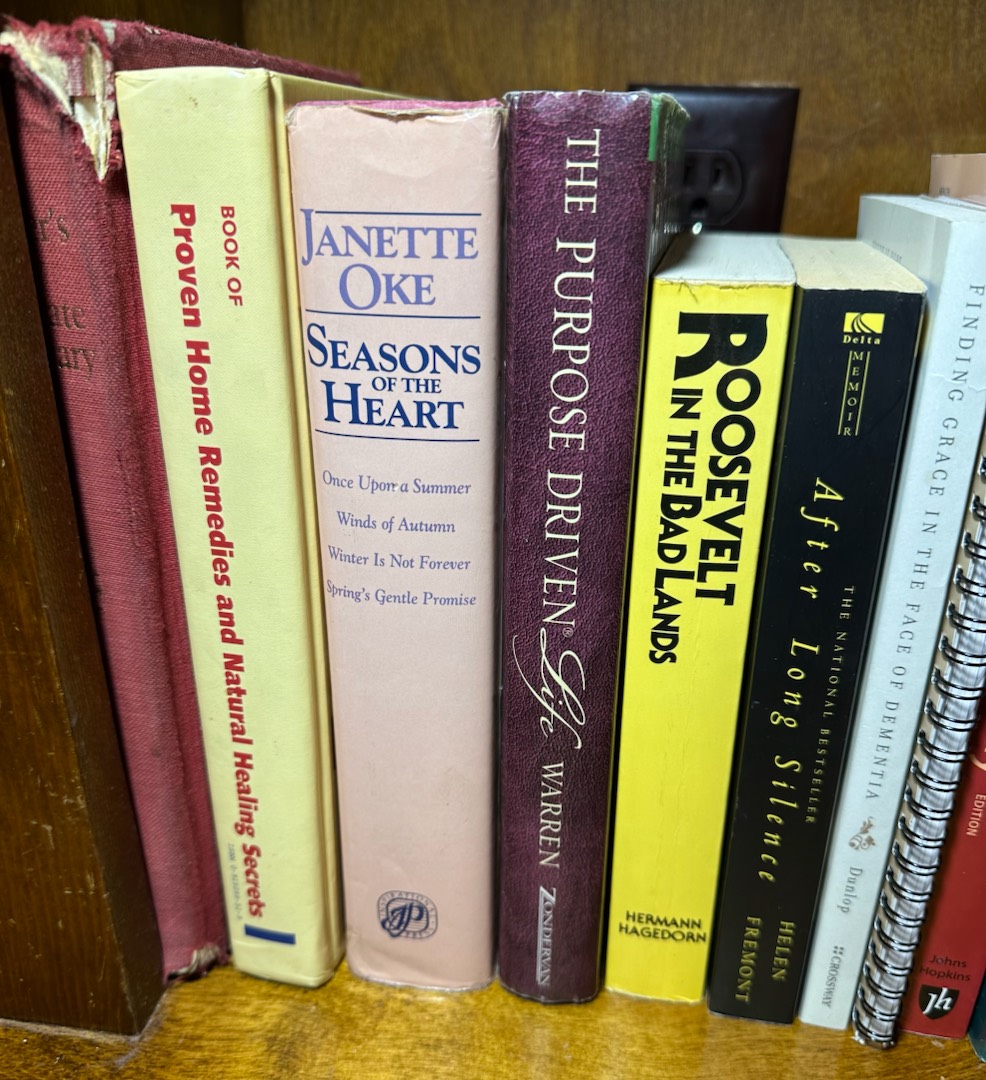 BOOK OF
Proven Home Remedies and Natural Healing Secrets
JANETTE
OKE
SEASONS
OF THE
HEART
Once Upon a Summer
Winds of Autumn
Winter Is Not Forever
Spring's Gentle Promise
THE PURPOSE DRIVEN® Life WARREN ZONDERVAN
ROOSEVELT
IN THE BAD LANDS
HERMANN
HAGEDORN
Delta
MEMOIR
THE NATIONAL BESTSELLER
After Long Silence
HELEN
FREMONT
FINDING GRACE IN THE FACE OF DEMENTIA Dunlop CROSSWAY
EDITION
Johns
Hopkins
jh